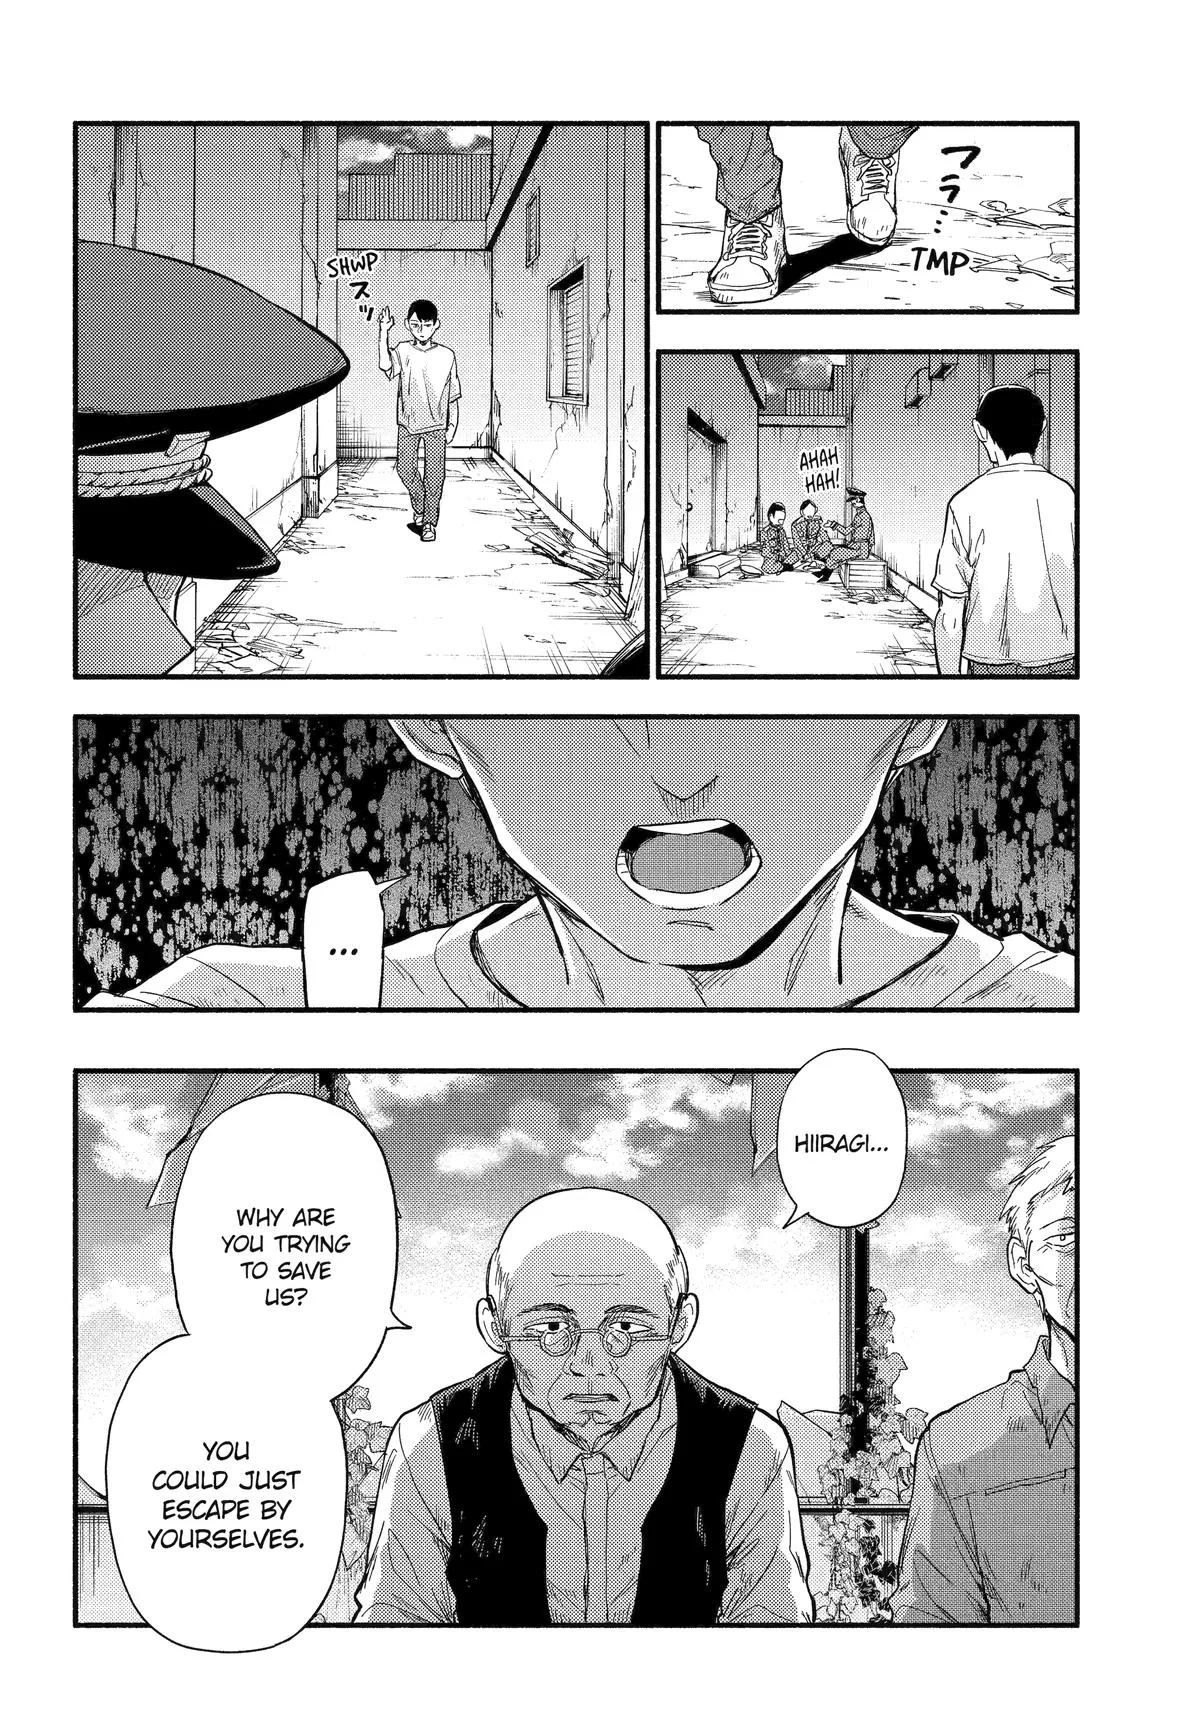 フラ…
TMP
AHAH
HAH!
SHWP
スッ
...
HIIRAGI...
WHY ARE
YOU TRYING
TO SAVE
US?
YOU
COULD JUST
ESCAPE BY
YOURSELVES.